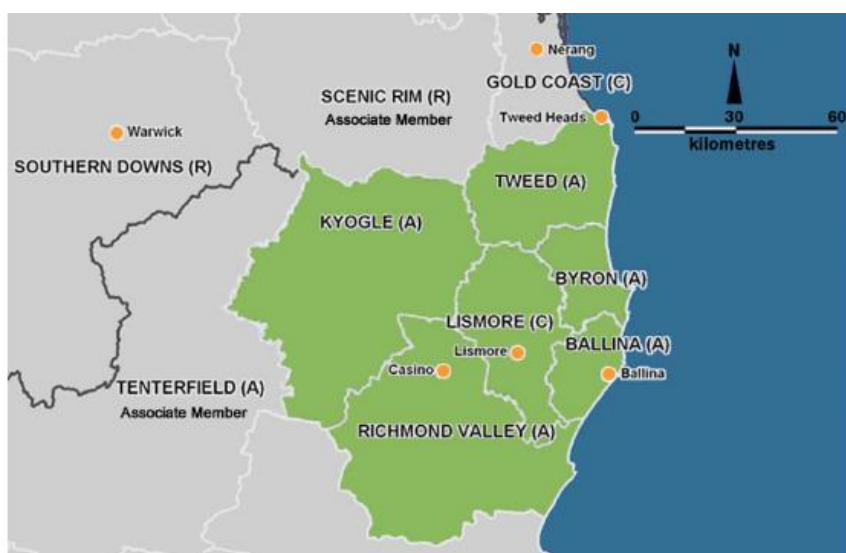 Nerang
GOLD COAST (C)
N
SCENIC RIM (R)
Associate Member
Tweed Heads
0 30 60
kilometres
Warwick
SOUTHERN DOWNS (R)
TWEED (A)
KYOGLE (A)
BYRON (A)
LISMORE (C)
BALLINA (A)
Lismore
Casino
Ballina
TENTERFIELD (A)
Associate Member
RICHMOND VALLEY (A)